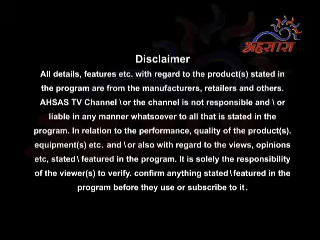 अहसास
Disclaimer
All details, features etc. with regard to the product(s) stated in
the program are from the manufacturers, retailers and others.
AHSAS TV Channel \ or the channel is not responsible and \ or
liable in any manner whatsoever to all that is stated in the
program. In relation to the performance, quality of the product(s).
equipment(s) etc. and \ or also with regard to the views, opinions
etc, stated \ featured in the program. It is solely the responsibility
of the viewer(s) to verify. confirm anything stated \ featured in the
program before they use or subscribe to it.